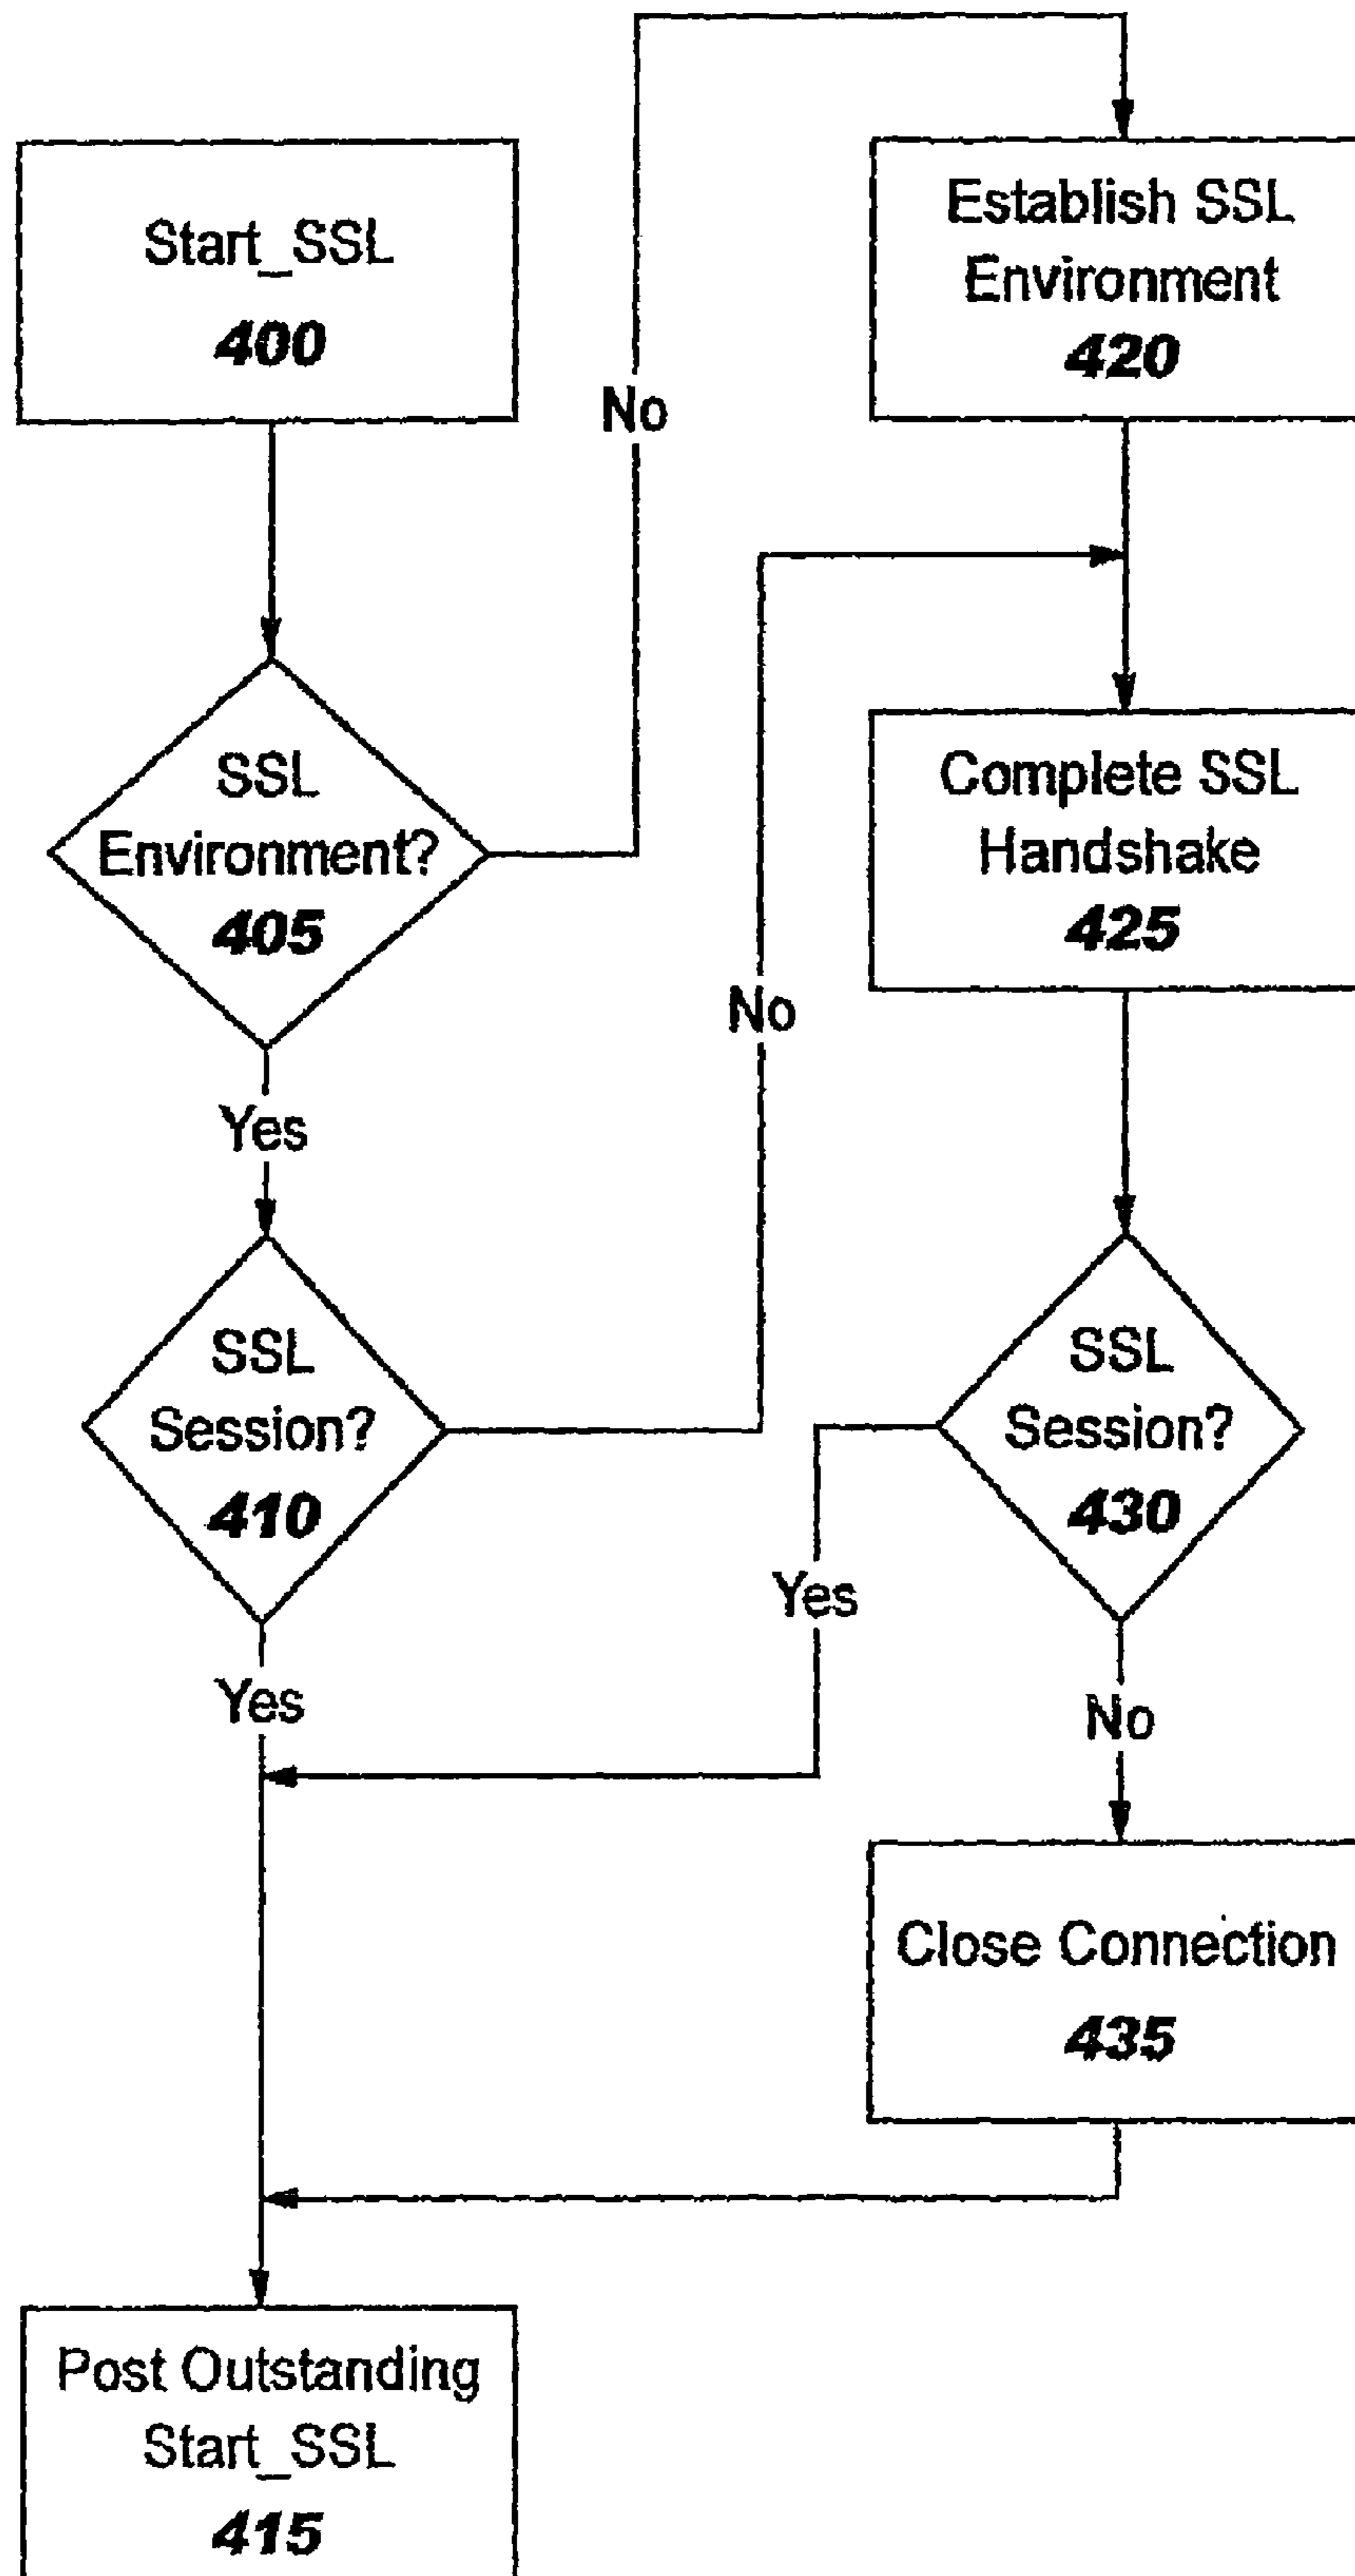 Start_SSL
400
No
Establish SSL
Environment
420
SSL
Environment?
405
Yes
No
Complete SSL
Handshake
425
SSL
Session?
410
Yes
SSL
Session?
430
Yes
No
Close Connection
435
Post Outstanding
Start_SSL
415